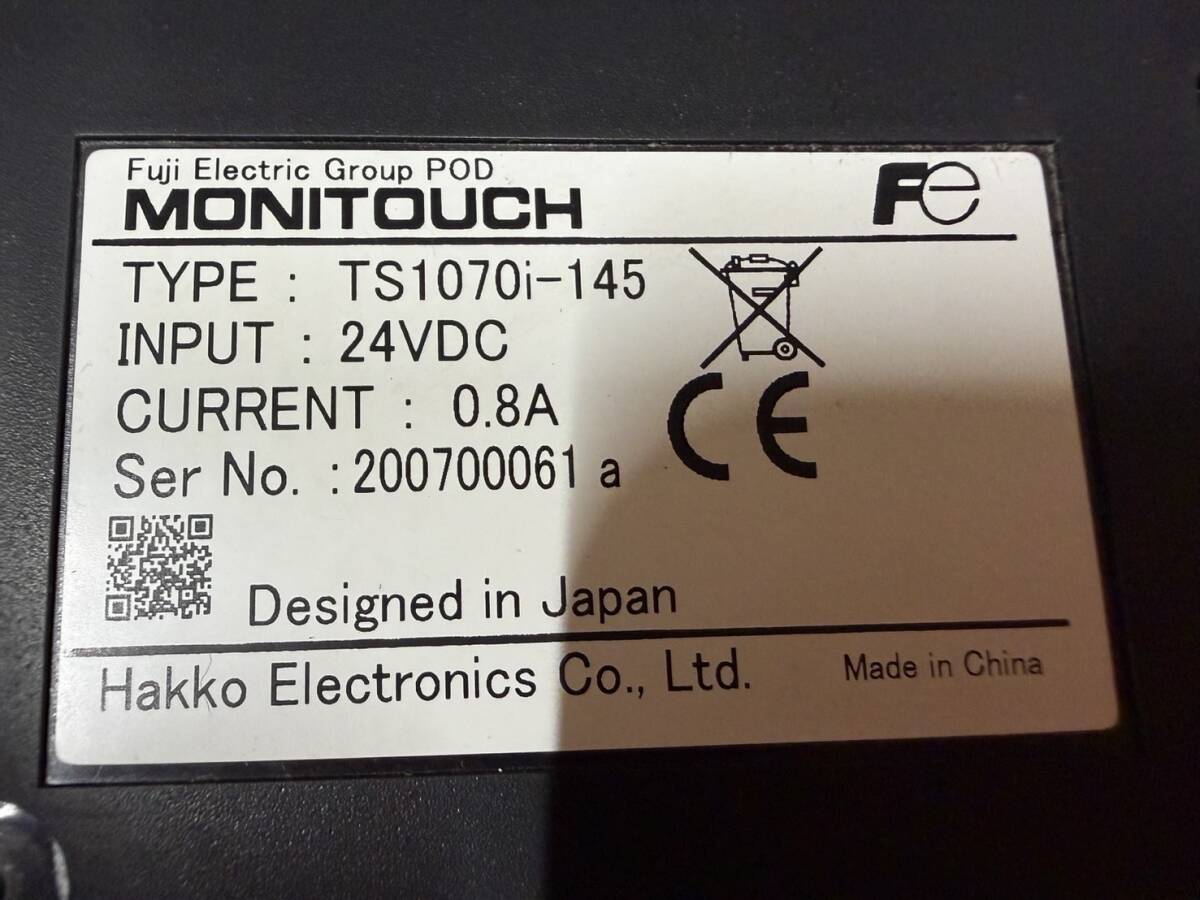 Fuji Electric Group POD
MONITOUCH
Fe
TYPE : TS1070i-145
INPUT : 24VDC
CURRENT : 0.8A
CE
Ser No. :200700061 a
Designed in Japan
Hakko Electronics Co., Ltd.
Made in China